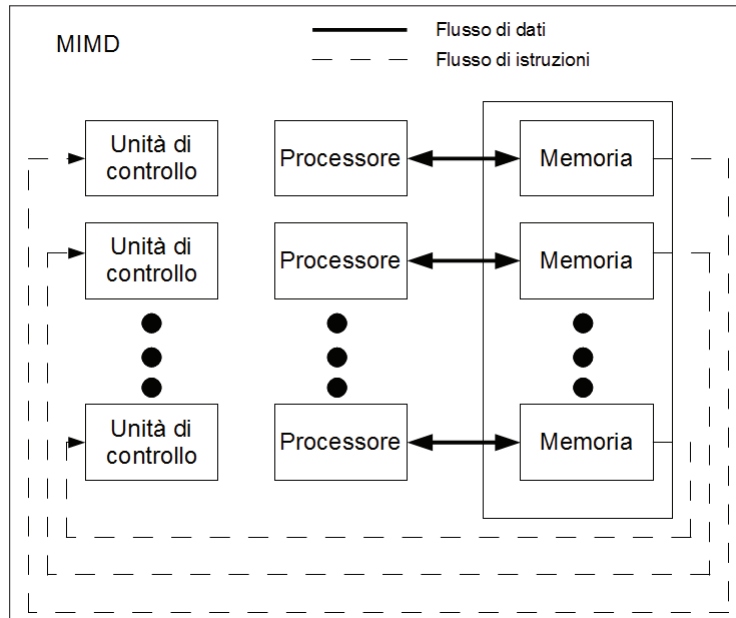 MIMD
Flusso di dati
Flusso di istruzioni
Unità di
controllo
Processore
Memoria
Unità di
controllo
Processore
Memoria
Unità di
controllo
Processore
Memoria